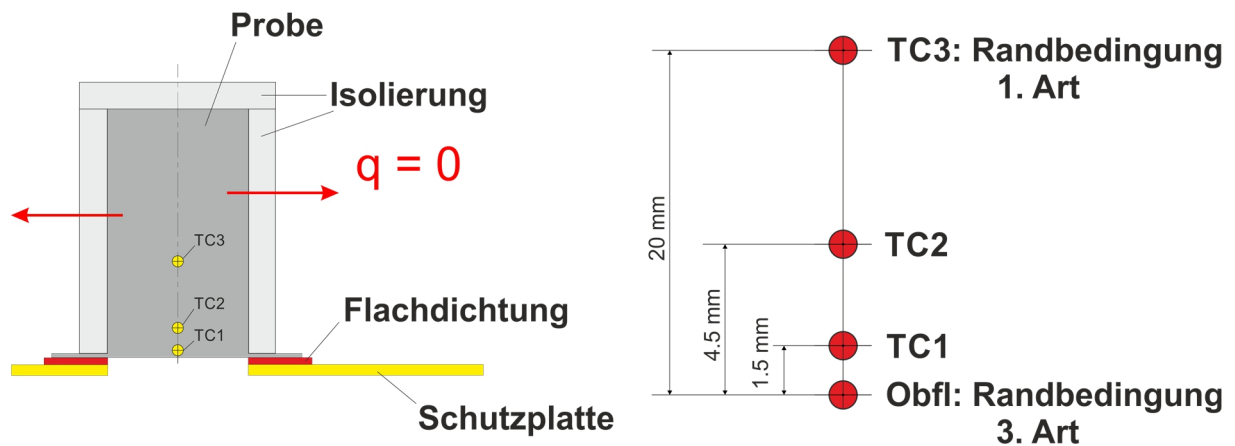 Probe
Isolierung
q = 0
TC3
TC2
TC1
Flachdichtung
Schutzplatte
TC3: Randbedingung
1. Art
20 mm
TC2
4.5 mm
1.5 mm
TC1
Obfl: Randbedingung
3. Art